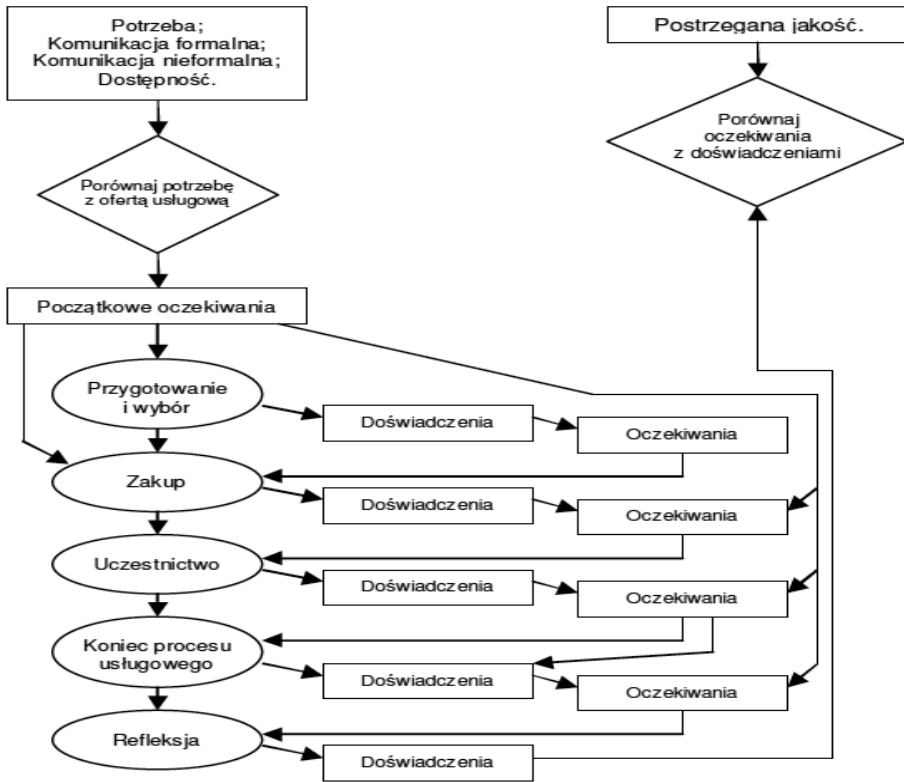 Potrzeba;
Komunikacja formalna;
Komunikacja nieformalna;
Dostępność.
Postrzegana jakość.
Porównaj
oczekiwania
z doświadczeniami
Porównaj potrzebę
z ofertą usługową
Początkowe oczekiwania
Przygotowanie
i wybór
Doświadczenia
Oczekiwania
Zakup
Doświadczenia
Oczekiwania
Uczestnictwo
Doświadczenia
Oczekiwania
Koniec procesu
usługowego
Doświadczenia
Oczekiwania
Refleksja
Doświadczenia